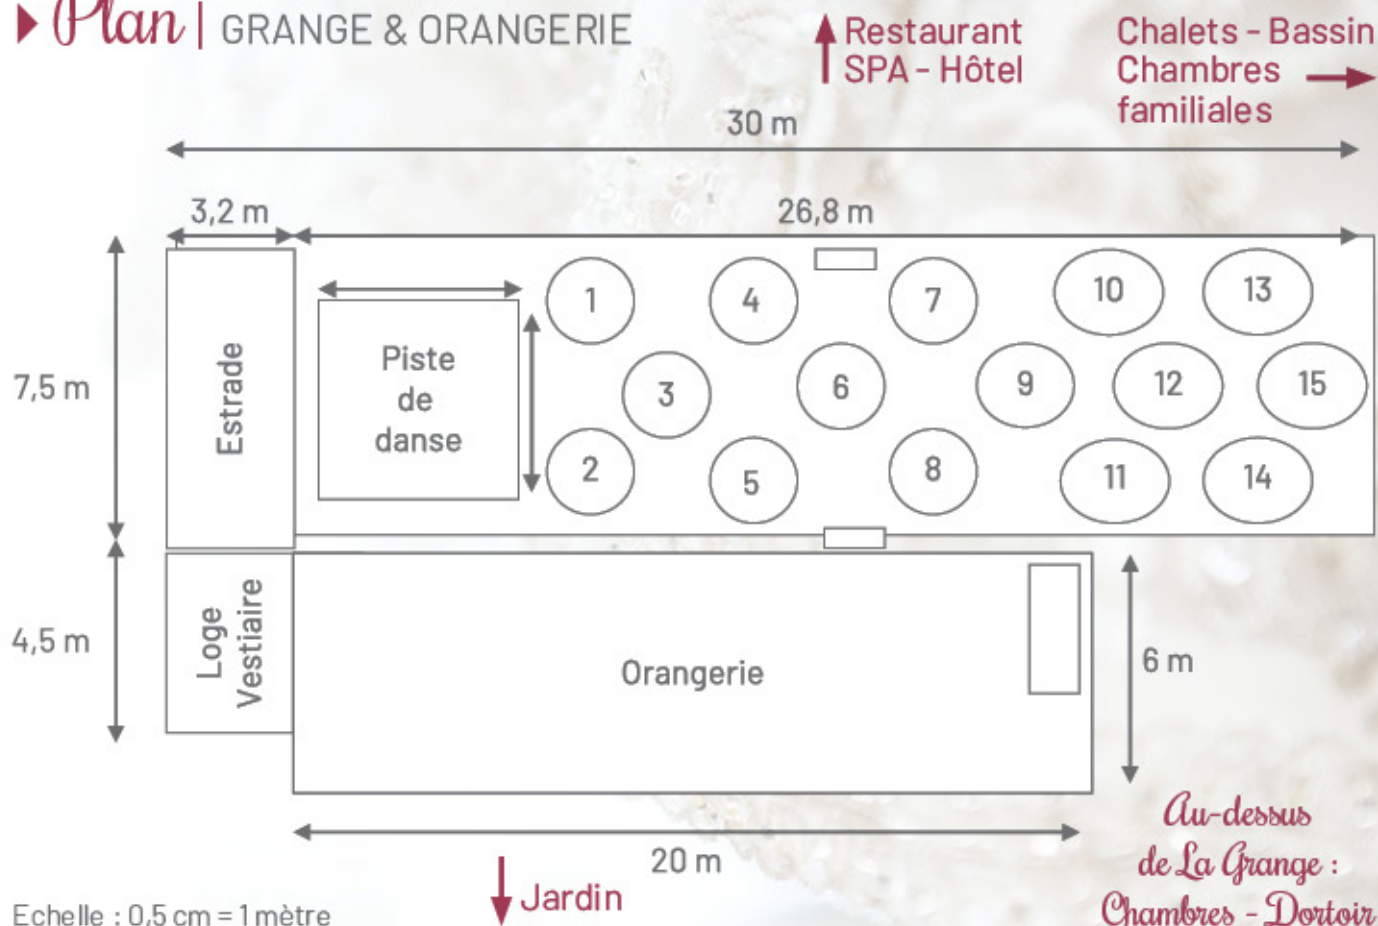 Plan | GRANGE & ORANGERIE
Restaurant
SPA - Hôtel
Chalets - Bassin
Chambres
familiales
30 m
3,2 m
26,8 m
7,5 m
Estrade
Piste
de
danse
1
2
3
4
5
6
7
8
9
10
11
12
13
14
15
4,5 m
Loge
Vestiaire
Orangerie
6 m
20 m
Jardin
Au-dessus
de La Grange :
Chambres - Dortoir
Echelle : 0,5 cm = 1 mètre